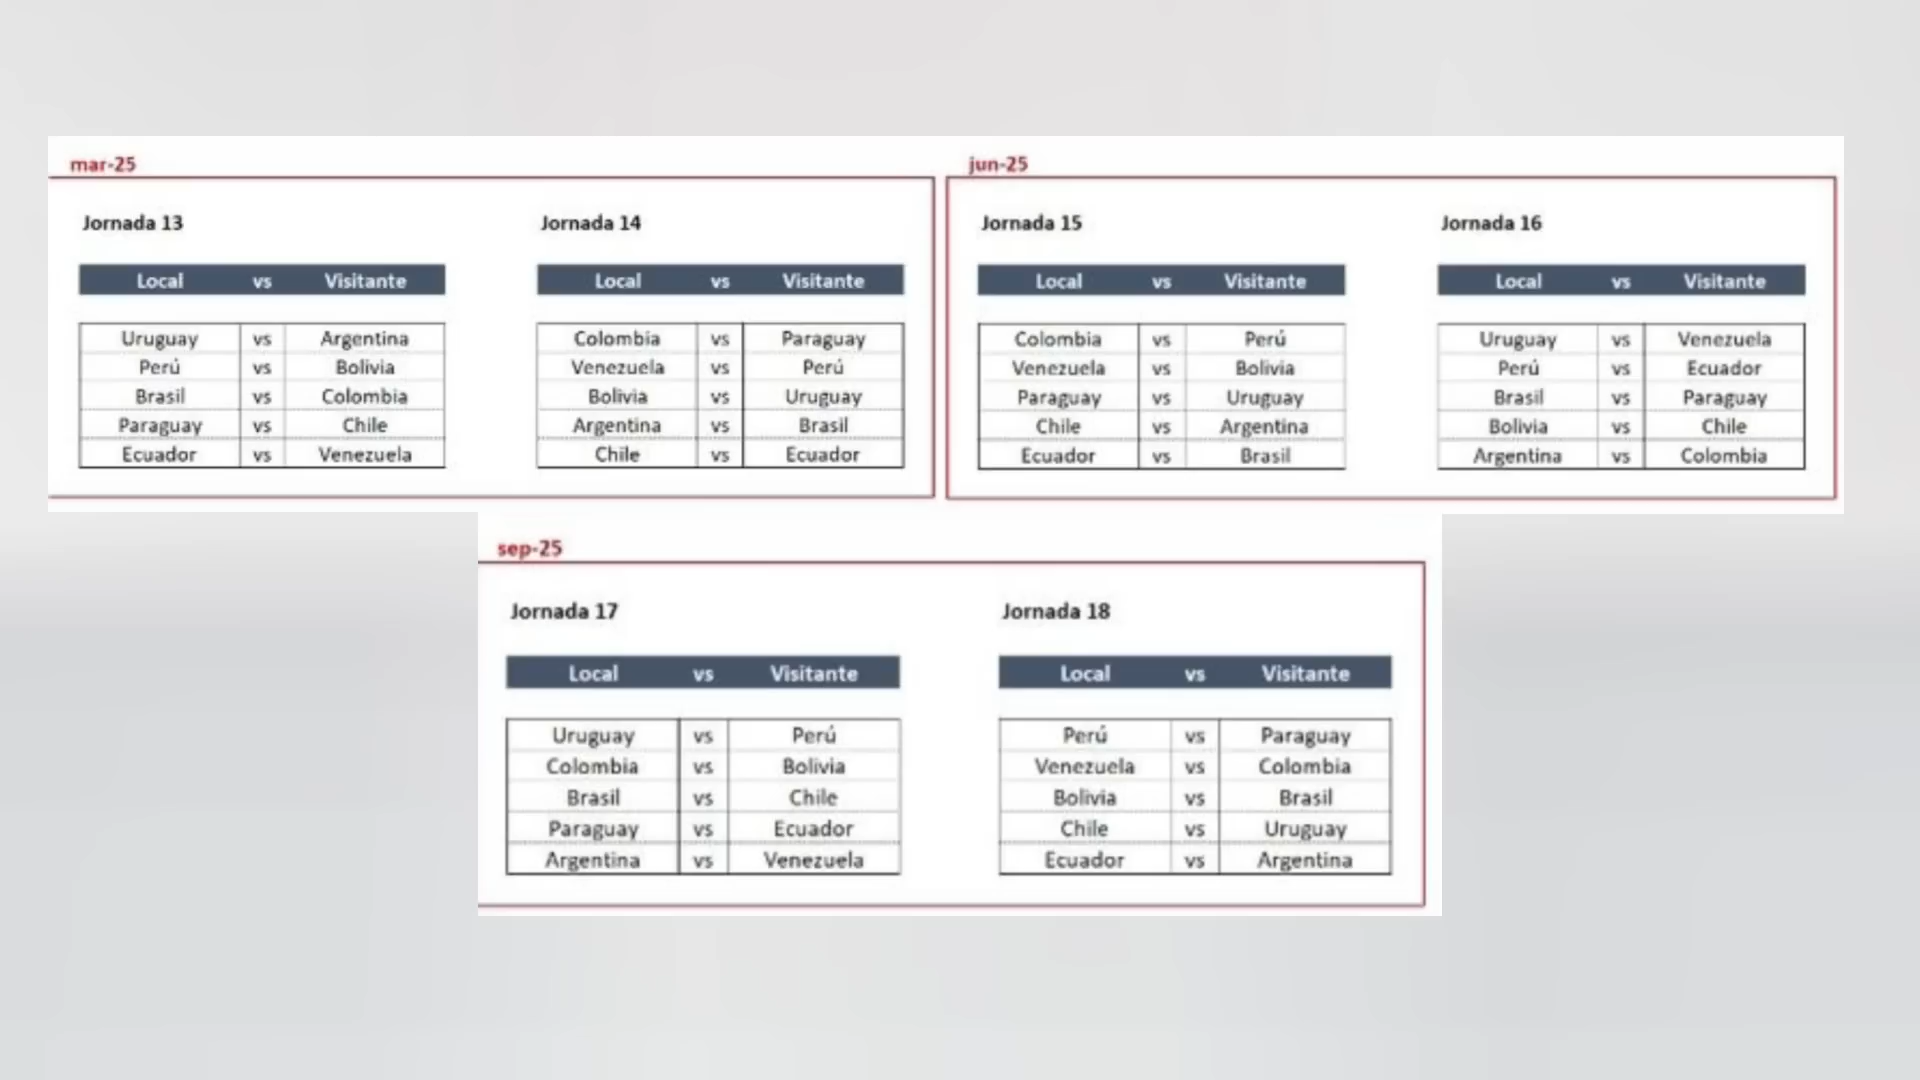 mar-25
Jornada 13
Local vs Visitante
Uruguay vs Argentina
Perú vs Bolivia
Brasil vs Colombia
Paraguay vs Chile
Ecuador vs Venezuela
Jornada 14
Local vs Visitante
Colombia vs Paraguay
Venezuela vs Perú
Bolivia vs Uruguay
Argentina vs Brasil
Chile vs Ecuador
jun-25
Jornada 15
Local vs Visitante
Colombia vs Perú
Venezuela vs Bolivia
Paraguay vs Uruguay
Chile vs Argentina
Ecuador vs Brasil
Jornada 16
Local vs Visitante
Uruguay vs Venezuela
Perú vs Ecuador
Brasil vs Paraguay
Bolivia vs Chile
Argentina vs Colombia
sep-25
Jornada 17
Local vs Visitante
Uruguay vs Perú
Colombia vs Bolivia
Brasil vs Chile
Paraguay vs Ecuador
Argentina vs Venezuela
Jornada 18
Local vs Visitante
Perú vs Paraguay
Venezuela vs Colombia
Bolivia vs Brasil
Chile vs Uruguay
Ecuador vs Argentina